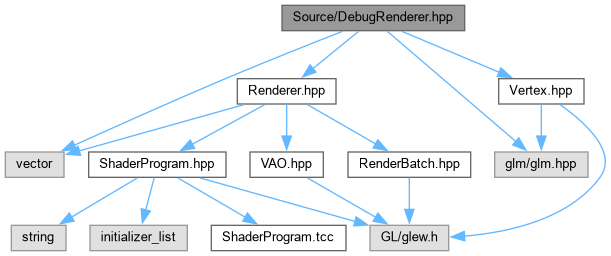 Source/DebugRenderer.hpp
Renderer.hpp
Vertex.hpp
vector
ShaderProgram.hpp
VAO.hpp
RenderBatch.hpp
glm/glm.hpp
string
initializer_list
ShaderProgram.tcc
GL/glew.h